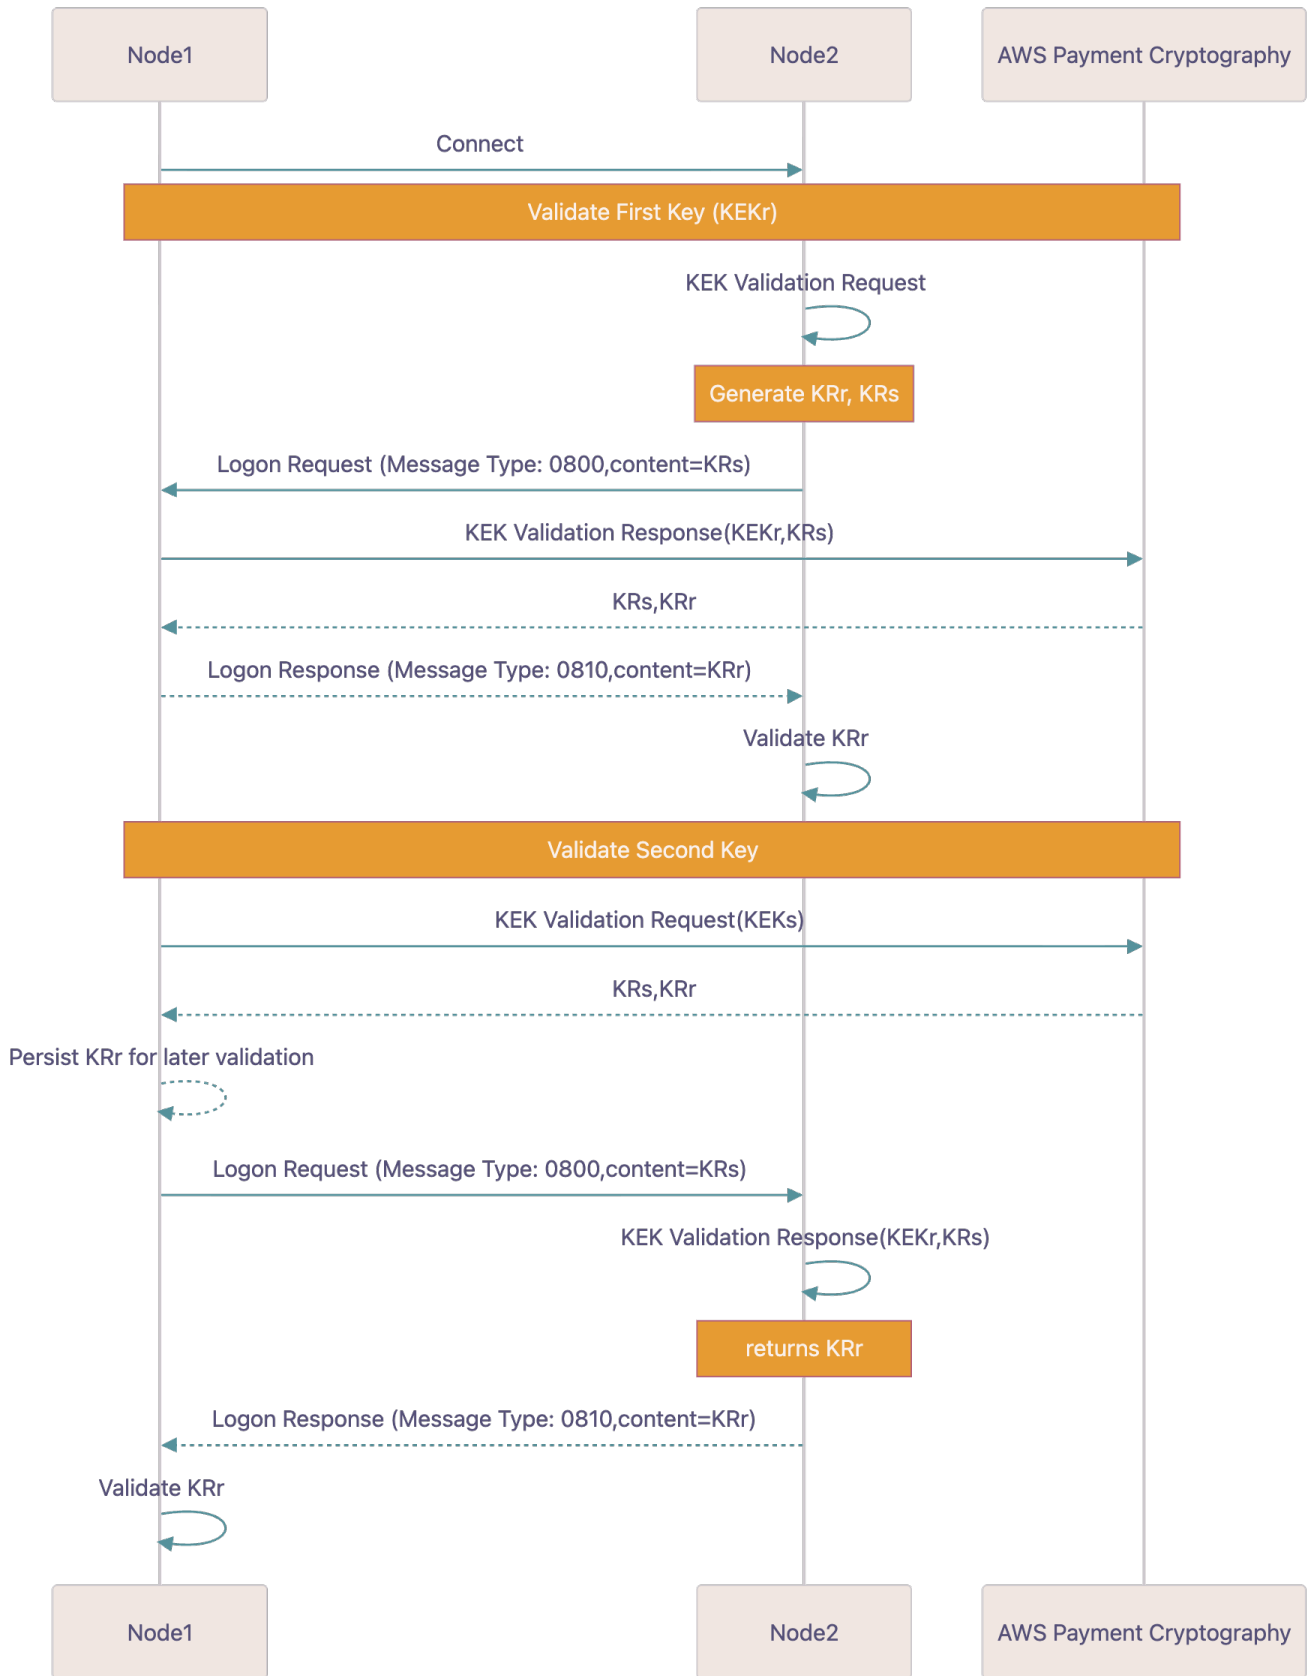 Node1
Node2
AWS Payment Cryptography
Connect
Validate First Key (KEKr)
KEK Validation Request
Generate KRr, KRs
Logon Request (Message Type: 0800,content=KRs)
KEK Validation Response(KEKr,KRs)
KRs,KRr
Logon Response (Message Type: 0810,content=KRr)
Validate KRr
Validate Second Key
KEK Validation Request(KEKs)
KRs,KRr
Persist KRr for later validation
Logon Request (Message Type: 0800,content=KRs)
KEK Validation Response(KEKr,KRs)
returns KRr
Logon Response (Message Type: 0810,content=KRr)
Validate KRr
Node1
Node2
AWS Payment Cryptography